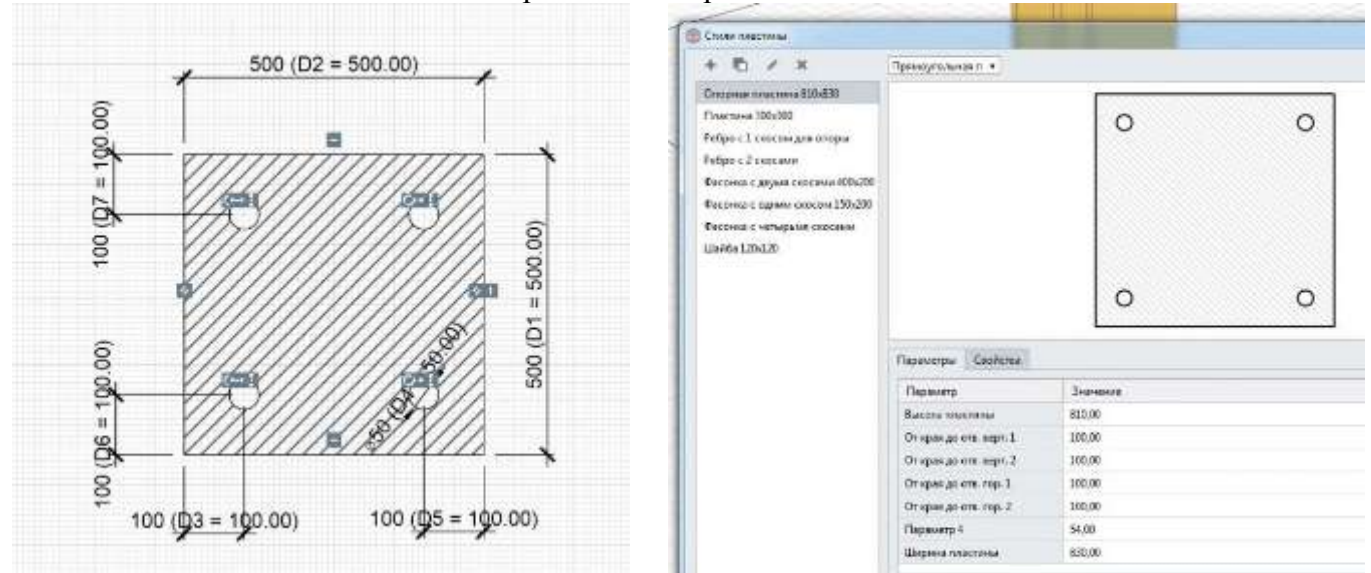 500 (D2 = 500.00)
100 (D7 = 100.00)
500 (D1 = 500.00)
50 (D4 50.00)
100 (D6 = 100.00)
100 (D3 = 100.00)
100 (D5 = 100.00)
Стили пластины
Прямоугольная п
Опорная пластина 810х830
Пластина 300х300
Ребро с 1 скосом для опоры
Ребро с 2 скосами
Фасонка с двумя скосами 400х200
Фасонка с одним скосом 150х200
Фасонка с четырьмя скосами
Шайба 120х120
Параметры Свойства
Параметр Значение
Высота пластины 810,00
От края до отв. верт. 1 100,00
От края до отв. верт. 2 100,00
От края до отв. гор. 1 100,00
От края до отв. гор. 2 100,00
Параметр 4 54,00
Ширина пластины 830,00